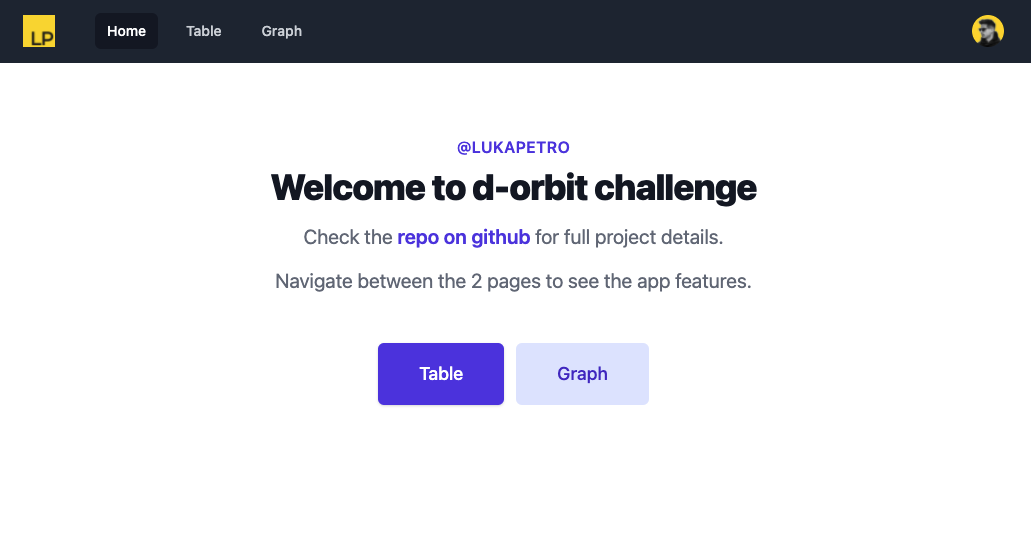 LP
Home
Table
Graph
@LUKAPETRO
Welcome to d-orbit challenge
Check the repo on github for full project details.
Navigate between the 2 pages to see the app features.
Table
Graph